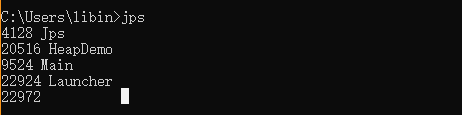 C:\Users\libin>jps
4128 Jps
20516 HeapDemo
9524 Main
22924 Launcher
22972